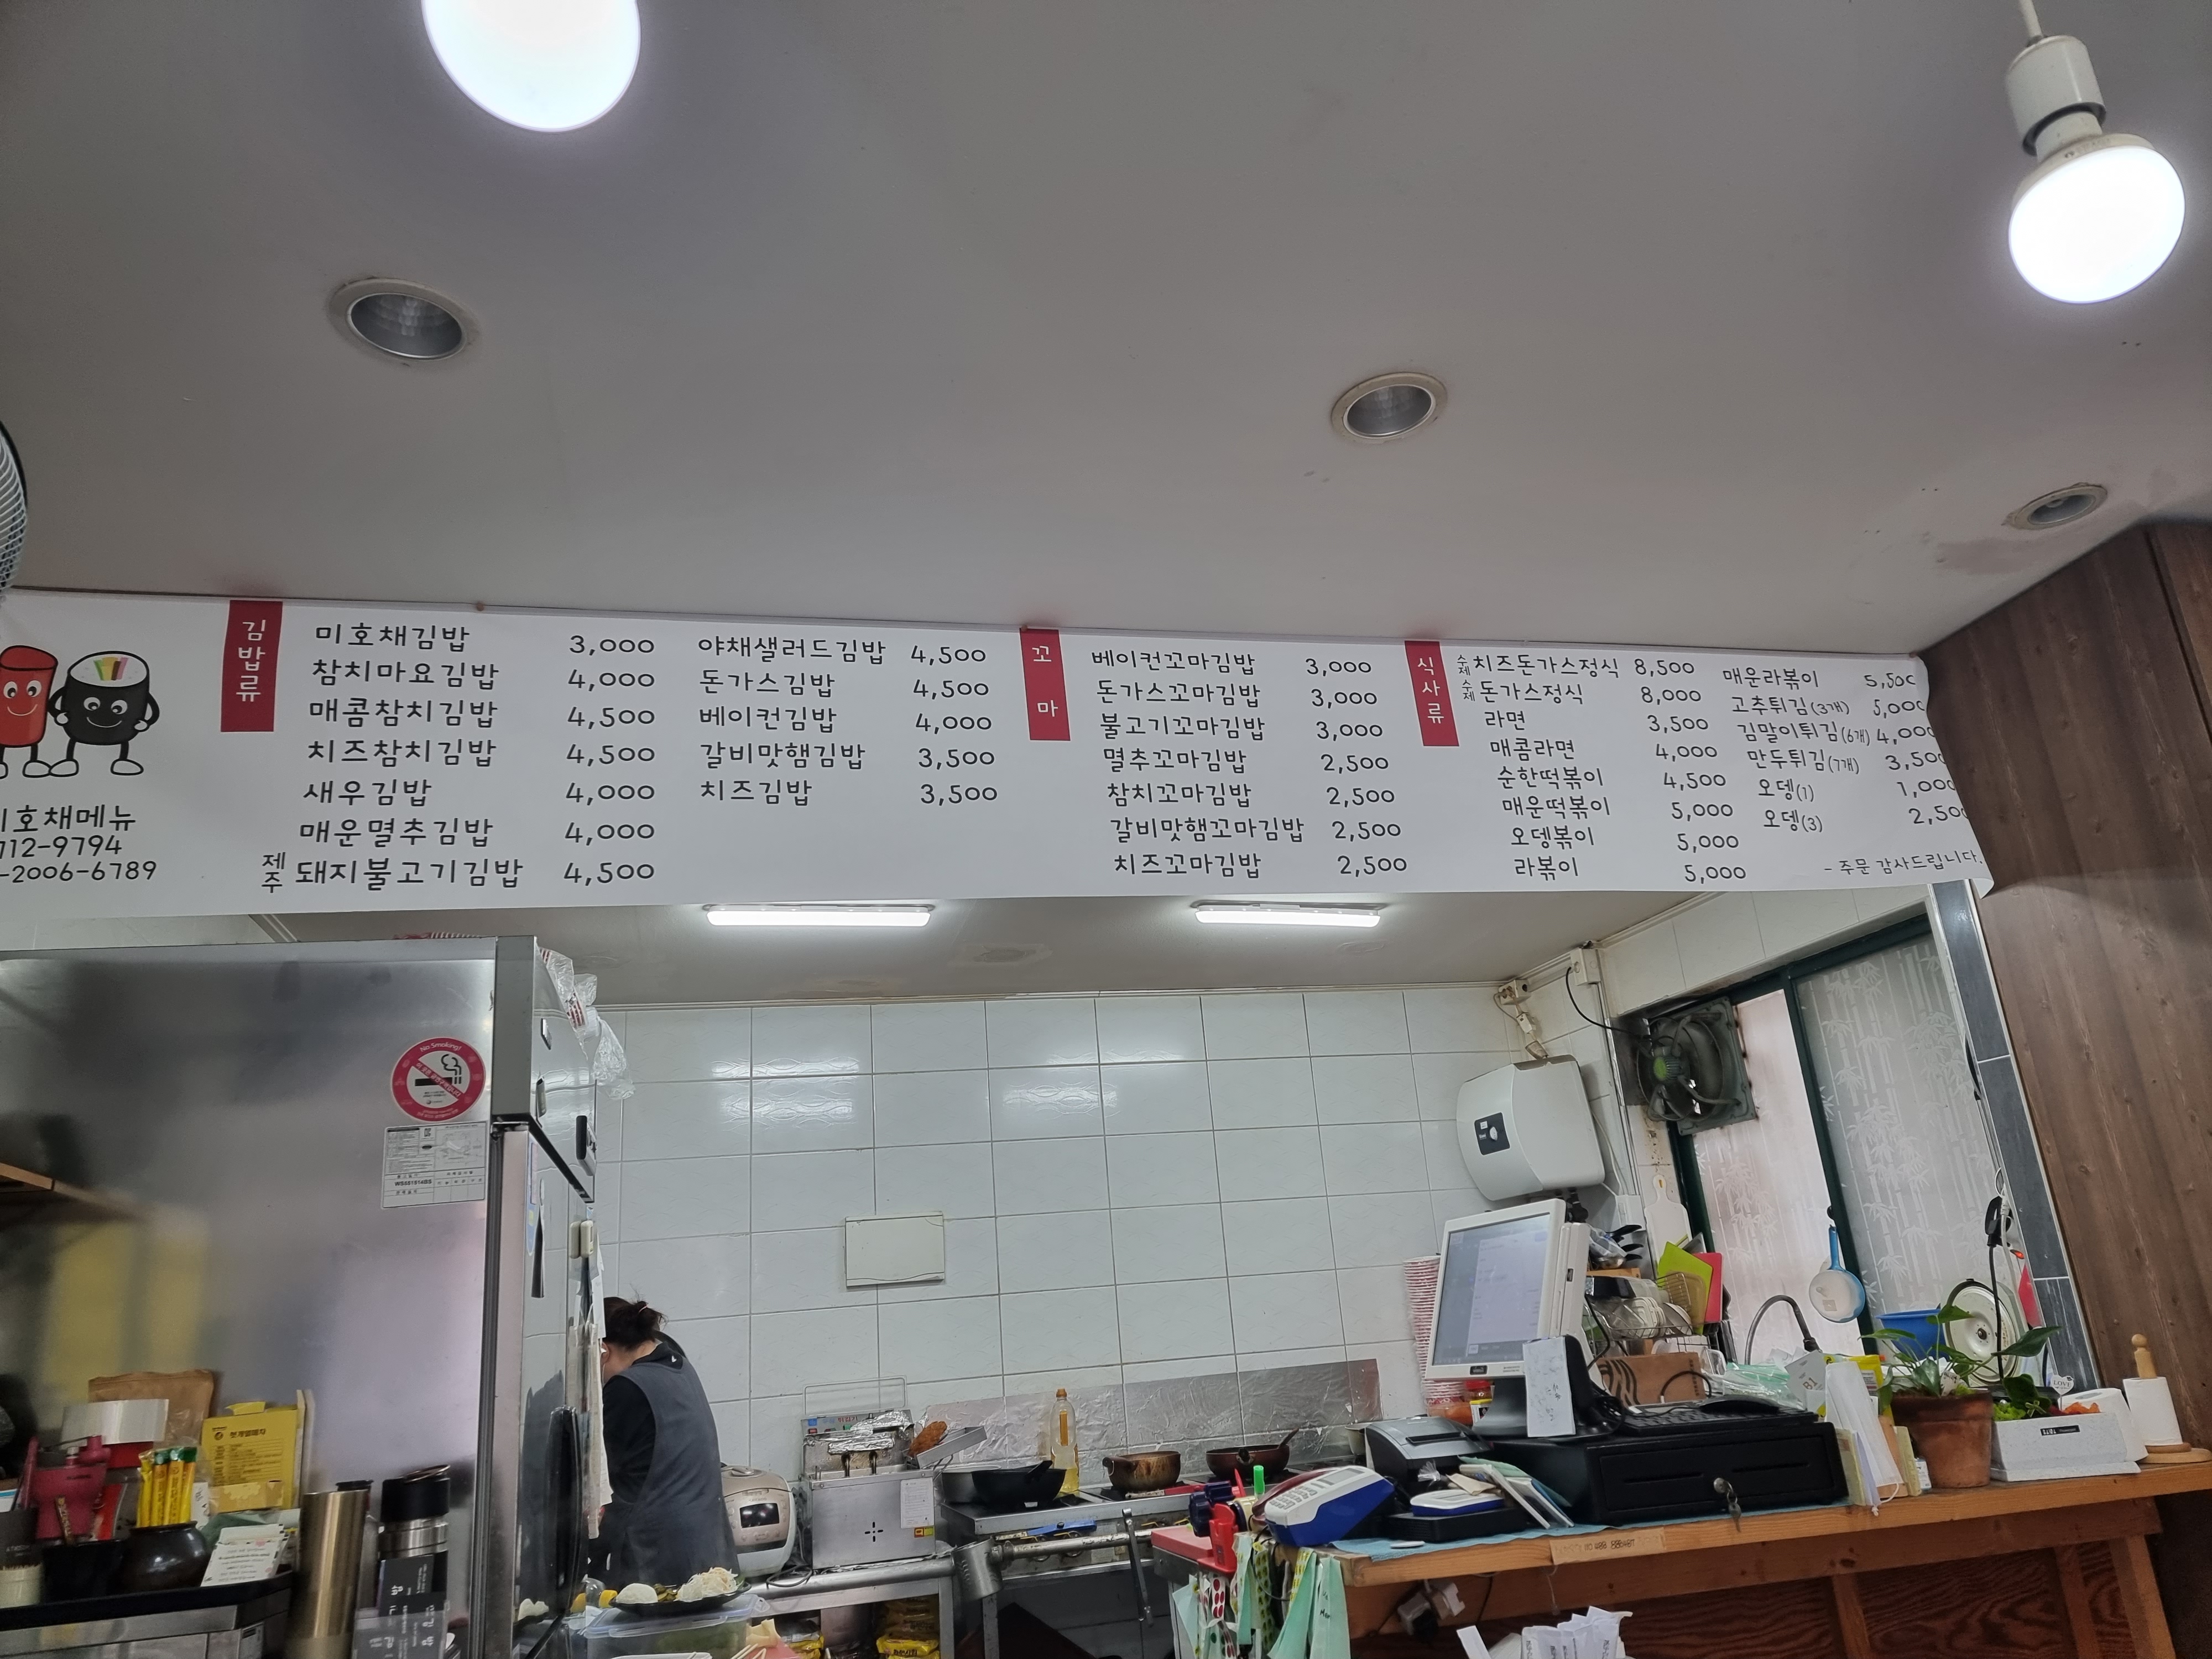 김밥류
미호채김밥 3,000
참치마요김밥 4,000
매콤참치김밥 4,500
치즈참치김밥 4,500
새우김밥 4,000
매운멸추김밥 4,000
제주 돼지불고기김밥 4,500
야채샐러드김밥 4,500
돈가스김밥 4,500
베이컨김밥 4,000
갈비맛햄김밥 3,500
치즈김밥 3,500
꼬마
베이컨꼬마김밥 3,000
돈가스꼬마김밥 3,000
불고기꼬마김밥 3,000
멸추꼬마김밥 2,500
참치꼬마김밥 2,500
갈비맛햄꼬마김밥 2,500
치즈꼬마김밥 2,500
식사류
수제 치즈돈가스정식 8,500
수제 돈가스정식 8,000
라면 3,500
매콤라면 4,000
순한떡볶이 4,500
매운떡볶이 5,000
오뎅볶이 5,000
라볶이 5,000
매운라볶이 5,500
고추튀김(3개) 5,000
김말이튀김(6개) 4,000
만두튀김(7개) 3,500
오뎅(1) 1,000
오뎅(3) 2,500
- 주문 감사드립니다.
미호채메뉴
712-9794
-2006-6789
No Smoking!